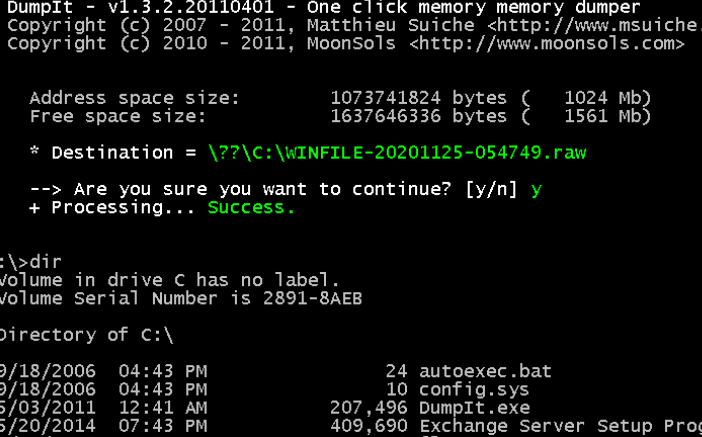 DumpIt - v1.3.2.20110401 - One click memory memory dumper
Copyright (c) 2007 - 2011, Matthieu Suiche <http://www.msuiche.
Copyright (c) 2010 - 2011, MoonSols <http://www.moonsols.com>
Address space size: 1073741824 bytes ( 1024 Mb)
Free space size: 1637646336 bytes ( 1561 Mb)
* Destination = \??\C:\WINFILE-20201125-054749.raw
--> Are you sure you want to continue? [y/n] y
+ Processing... Success.
:\>dir
Volume in drive C has no label.
Volume Serial Number is 2891-8AEB
Directory of C:\
9/18/2006 04:43 PM 24 autoexec.bat
9/18/2006 04:43 PM 10 config.sys
5/03/2011 12:41 AM 207,496 DumpIt.exe
5/20/2014 07:43 PM 409,690 Exchange Server Setup Prog